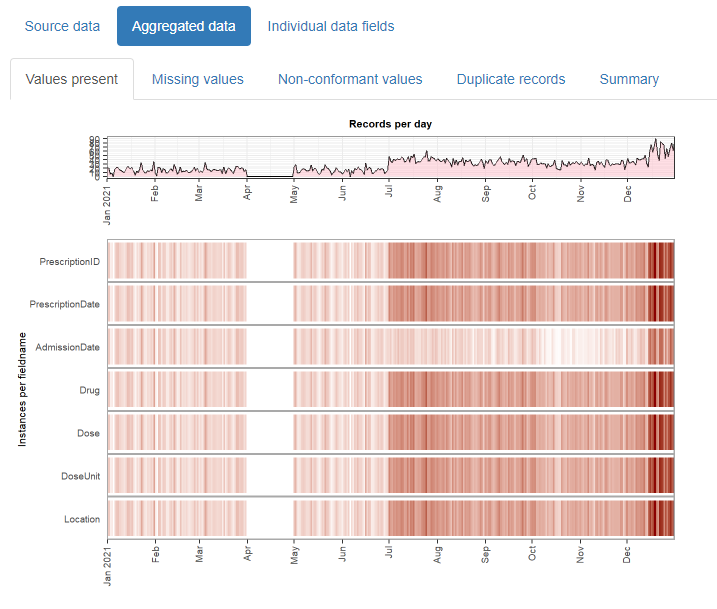 Source data Aggregated data Individual data fields
Values present Missing values Non-conformant values Duplicate records Summary
Records per day
90
0
Jan 2021 Feb Mar Apr May Jun Jul Aug Sep Oct Nov Dec
Instances per fieldname
PrescriptionID
PrescriptionDate
AdmissionDate
Drug
Dose
DoseUnit
Location
Jan 2021 Feb Mar Apr May Jun Jul Aug Sep Oct Nov Dec